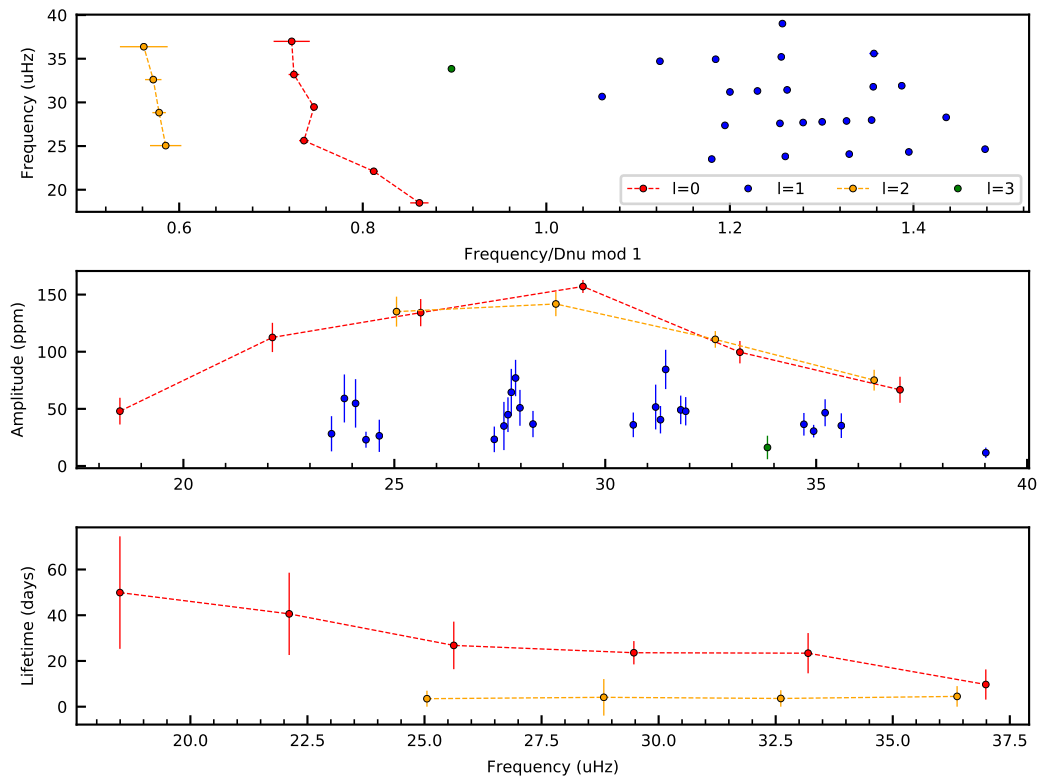 40
35
30
25
20
Frequency (uHz)
l=0 l=1 l=2 l=3
0.6 0.8 1.0 1.2 1.4
Frequency/Dnu mod 1
150
100
50
0
Amplitude (ppm)
20 25 30 35 40
60
40
20
0
Lifetime (days)
20.0 22.5 25.0 27.5 30.0 32.5 35.0 37.5
Frequency (uHz)